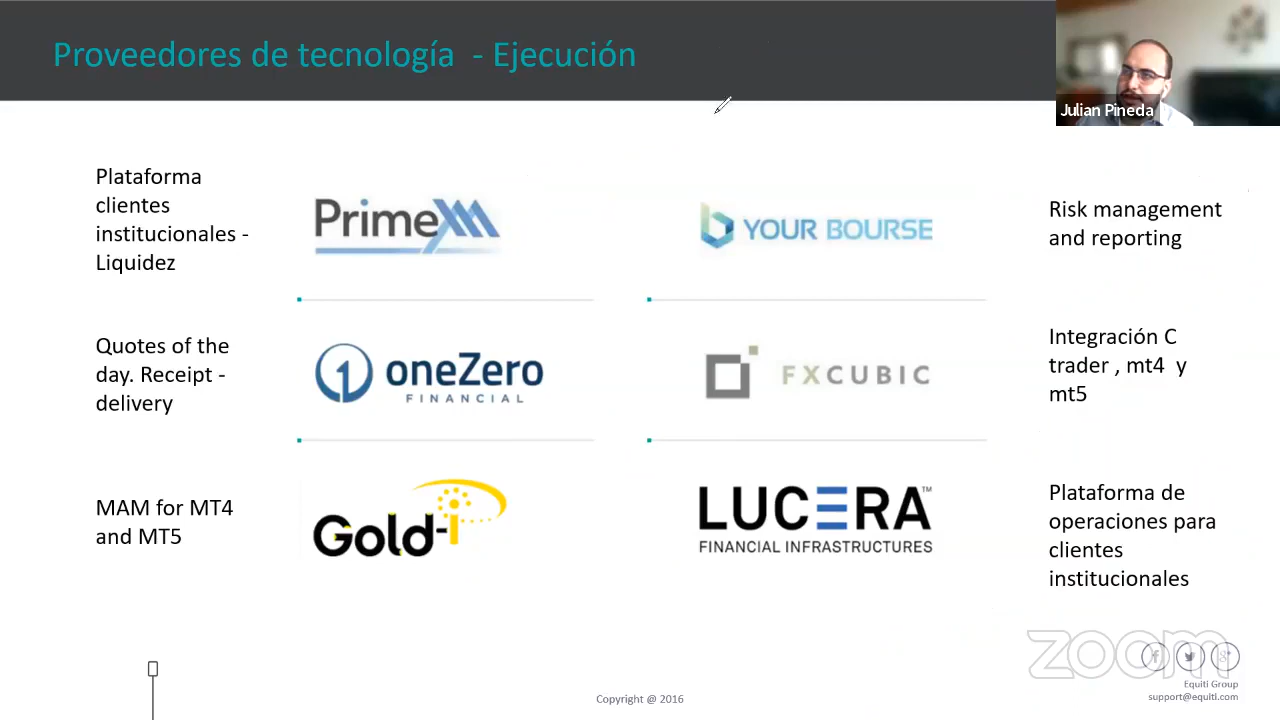 Proveedores de tecnología - Ejecución
Julian Pineda
Plataforma
clientes
institucionales -
Liquidez
PrimeXM
YOUR BOURSE
Risk management
and reporting
Quotes of the
day. Receipt -
delivery
oneZero
FINANCIAL
FXCUBIC
Integración C
trader , mt4 y
mt5
MAM for MT4
and MT5
Gold-i
LUCERA™
FINANCIAL INFRASTRUCTURES
Plataforma de
operaciones para
clientes
institucionales
zoom
Equiti Group
support@equiti.com
Copyright @ 2016